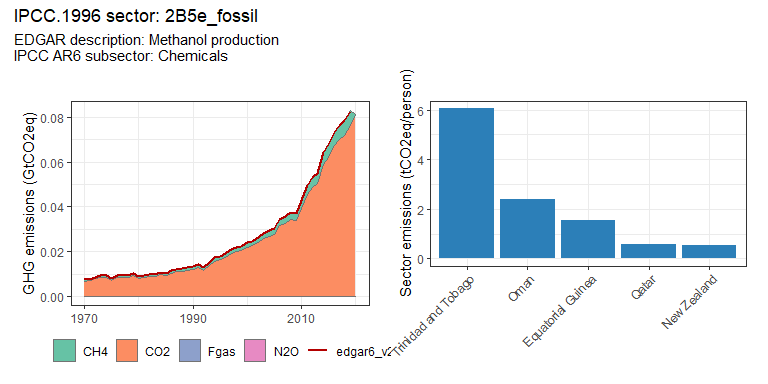 IPCC.1996 sector: 2B5e_fossil
EDGAR description: Methanol production
IPCC AR6 subsector: Chemicals
GHG emissions (GtCO2eq)
0.08
0.06
0.04
0.02
0.00
1970
1990
2010
CH4
CO2
Fgas
N2O
edgar6_v2
Sector emissions (tCO2eq/person)
6
4
2
0
Trinidad and Tobago
Oman
Equatorial Guinea
Qatar
New Zealand